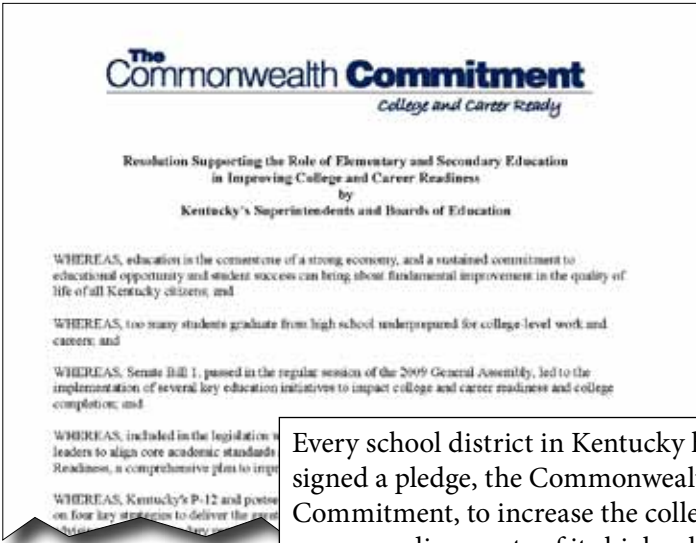 The
Commonwealth Commitment
College and Career Ready
Resolution Supporting the Role of Elementary and Secondary Education
in Improving College and Career Readiness
by
Kentucky's Superintendents and Boards of Education
WHEREAS, education is the cornerstone of a strong economy, and a sustained commitment to
educational opportunity and student success can bring about fundamental improvement in the quality of
life of all Kentucky citizens; and
WHEREAS, too many students graduate from high school underprepared for college-level work and
careers; and
WHEREAS, Senate Bill 1, passed in the regular session of the 2009 General Assembly, led to the
implementation of several key education initiatives to impact college and career readiness and college
completion; and
WHEREAS, included in the legislation
leaders to align core academic standards
Readiness, a comprehensive plan to
WHEREAS, Kentucky's P-12 and
on four key strategies to deliver the
Every school district in Kentucky
signed a pledge, the
Commitment, to increase the